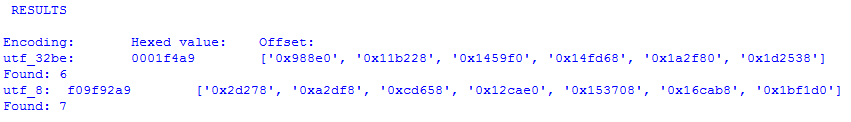 RESULTS
Encoding: Hexed value: Offset:
utf_32be: 0001f4a9 ['0x988e0', '0x11b228', '0x1459f0', '0x14fd68', '0x1a2f80', '0x1d2538']
Found: 6
utf_8: f09f92a9 ['0x2d278', '0xa2df8', '0xcd658', '0x12cae0', '0x153708', '0x16cab8', '0x1bf1d0']
Found: 7